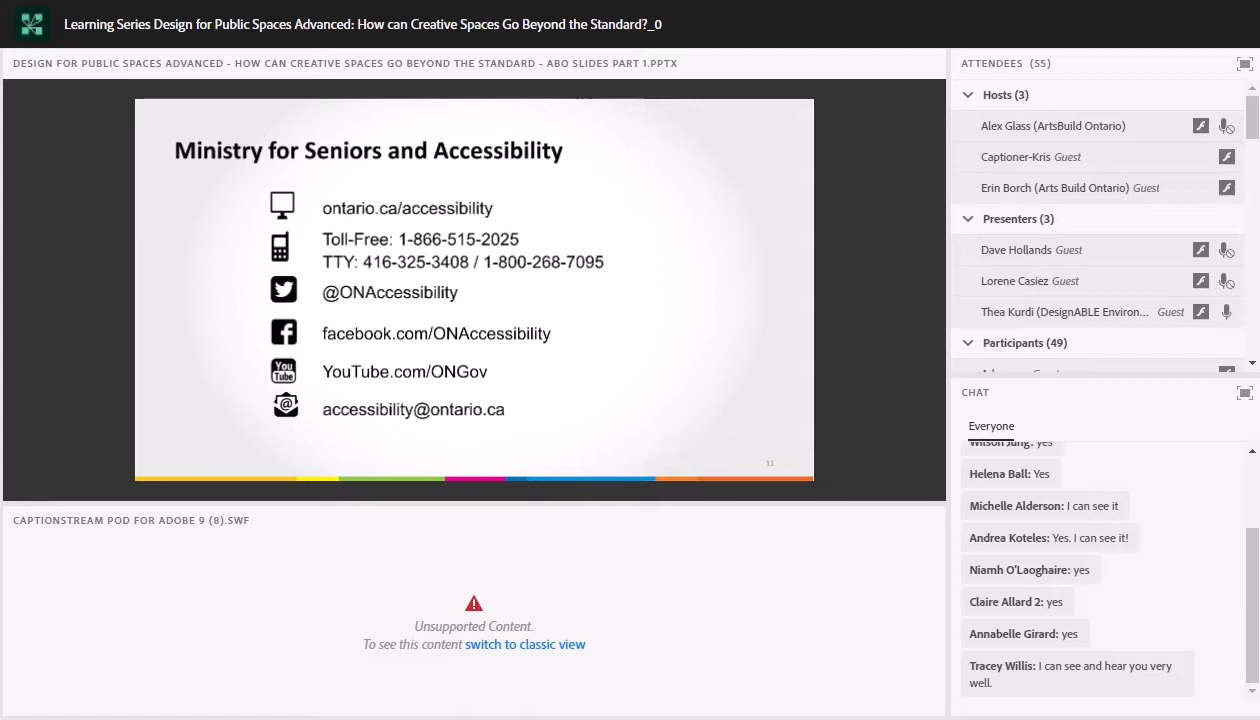 Learning Series Design for Public Spaces Advanced: How can Creative Spaces Go Beyond the Standard?_0
DESIGN FOR PUBLIC SPACES ADVANCED - HOW CAN CREATIVE SPACES GO BEYOND THE STANDARD - ABO SLIDES PART 1.PPTX
Ministry for Seniors and Accessibility
ontario.ca/accessibility
Toll-Free: 1-866-515-2025
TTY: 416-325-3408 / 1-800-268-7095
@ONAccessibility
facebook.com/ONAccessibility
You
Tube
YouTube.com/ONGov
@
accessibility@ontario.ca
11
CAPTIONSTREAM POD FOR ADOBE 9 (8).SWF
Unsupported Content.
To see this content switch to classic view
ATTENDEES (55)
Hosts (3)
Alex Glass (ArtsBuild Ontario)
Captioner-Kris Guest
Erin Borch (Arts Build Ontario) Guest
Presenters (3)
Dave Hollands Guest
Lorene Casiez Guest
Thea Kurdi (DesignABLE Environ... Guest
Participants (49)
CHAT
Everyone
Wilson Jung: yes
Helena Ball: Yes
Michelle Alderson: I can see it
Andrea Koteles: Yes. I can see it!
Niamh O'Laoghaire: yes
Claire Allard 2: yes
Annabelle Girard: yes
Tracey Willis: I can see and hear you very
well.